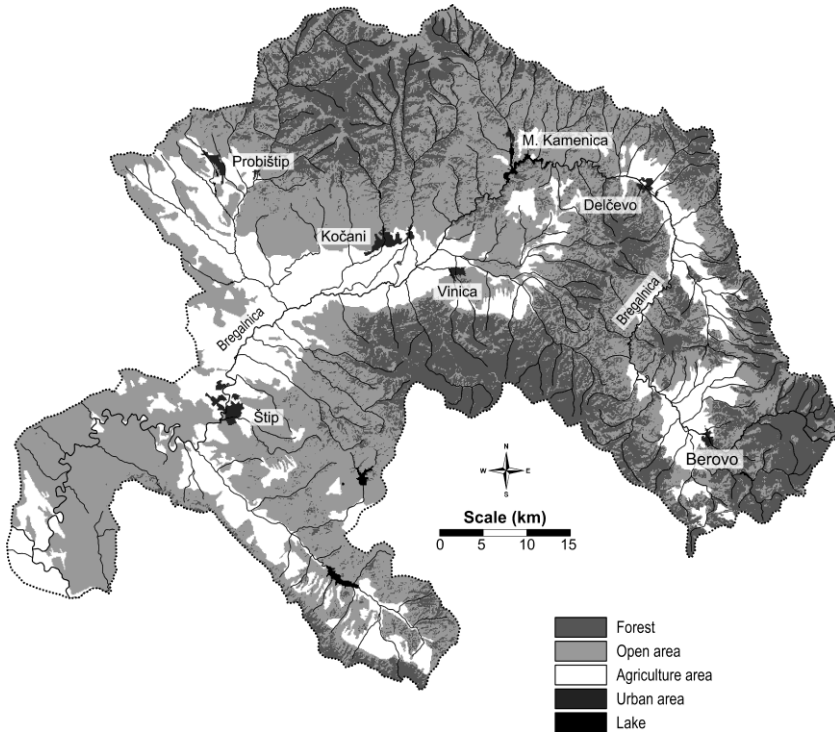 M. Kamenica
Probištip
Delčevo
Kočani
Vinica
Bregalnica
Bregalnica
Štip
Berovo
N
W E
S
Scale (km)
0 5 10 15
Forest
Open area
Agriculture area
Urban area
Lake